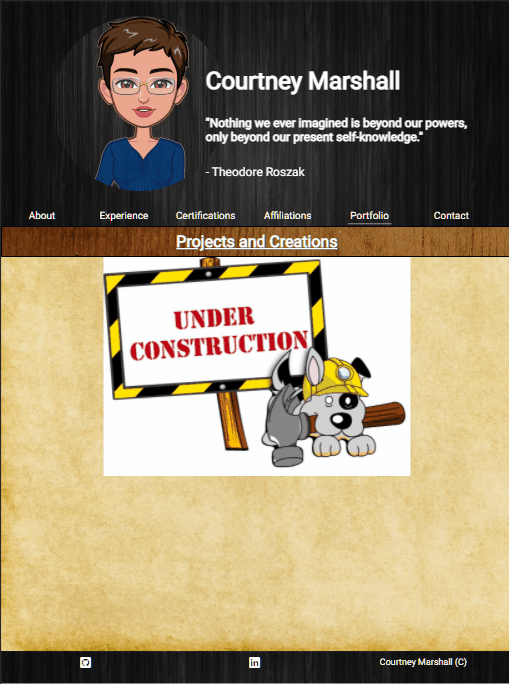 Courtney Marshall
"Nothing we ever imagined is beyond our powers,
only beyond our present self-knowledge."
- Theodore Roszak
About Experience Certifications Affiliations Portfolio Contact
Projects and Creations
UNDER
CONSTRUCTION
in Courtney Marshall (C)